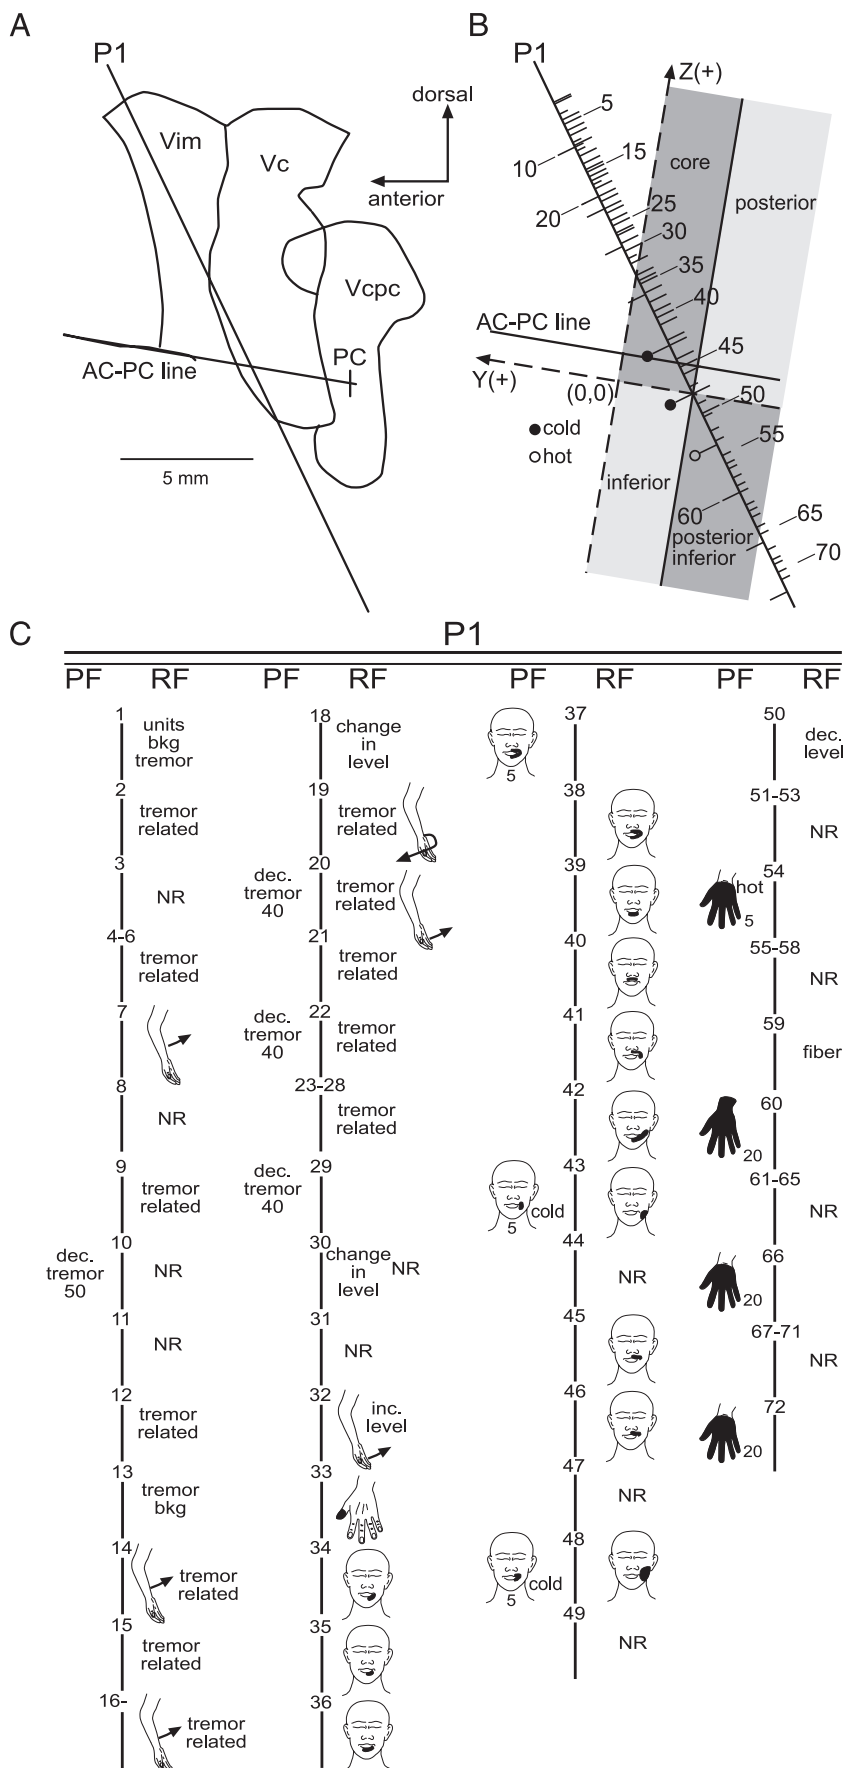 A
P1
dorsal
Vim
Vc
anterior
Vcpc
PC
AC-PC line
5 mm
B
P1
Z(+)
5
10
15
core
posterior
20
25
30
35
40
AC-PC line
45
Y(+)
(0,0)
50
cold
hot
55
inferior
60
65
posterior
inferior
70
C
P1
PF RF PF RF PF RF PF RF
1
units
bkg
tremor
2
tremor
related
3
NR
4-6
tremor
related
7
8
NR
9
tremor
related
10
dec.
tremor
50
NR
11
NR
12
tremor
related
13
tremor
bkg
14
tremor
related
15
tremor
related
16-
tremor
related
18
change
in
level
19
tremor
related
20
dec.
tremor
40
tremor
related
21
tremor
related
22
dec.
tremor
40
tremor
related
23-28
tremor
related
29
dec.
tremor
40
30
change
in
level
NR
31
NR
32
inc.
level
33
34
35
36
37
5
38
39
40
41
42
43
cold
5
44
NR
45
46
47
NR
48
cold
5
49
NR
50
dec.
level
51-53
NR
54
hot
5
55-58
NR
59
fiber
60
20
61-65
NR
66
20
67-71
NR
72
20